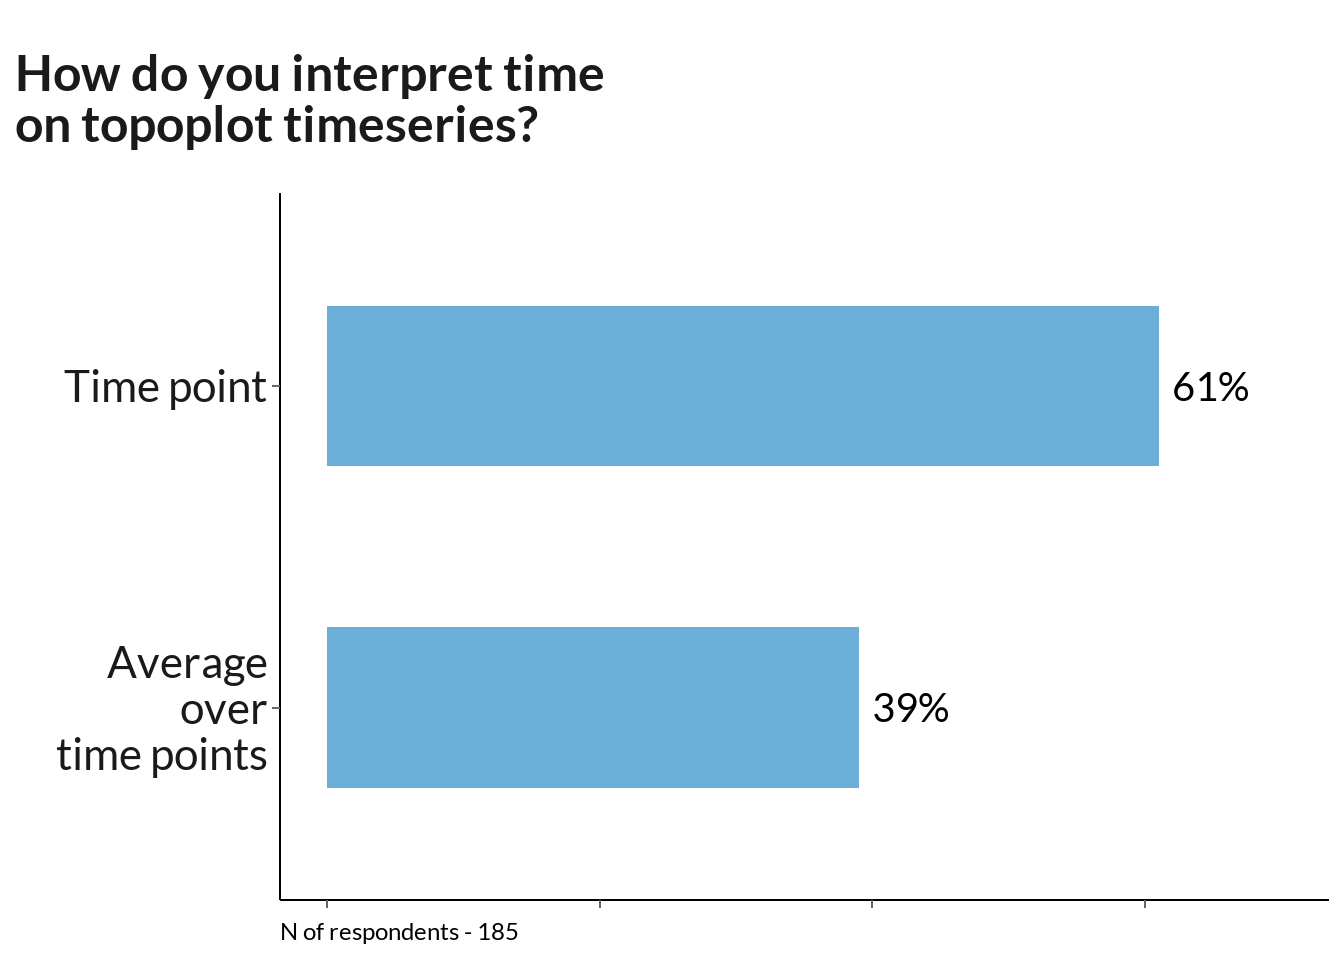 How do you interpret time
on topoplot timeseries?
Time point
61%
Average
over
time points
39%
N of respondents - 185